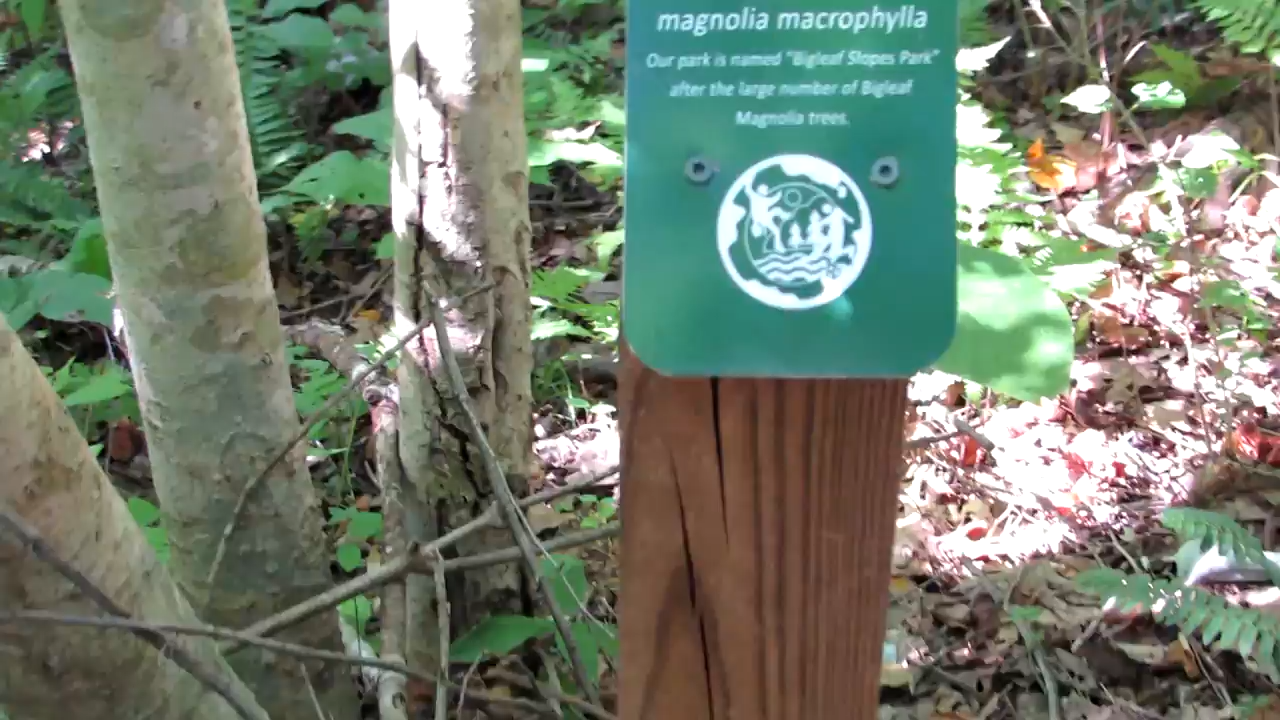 magnolia macrophylla
Our park is named "Bigleaf Slopes Park"
after the large number of Bigleaf
Magnolia trees.